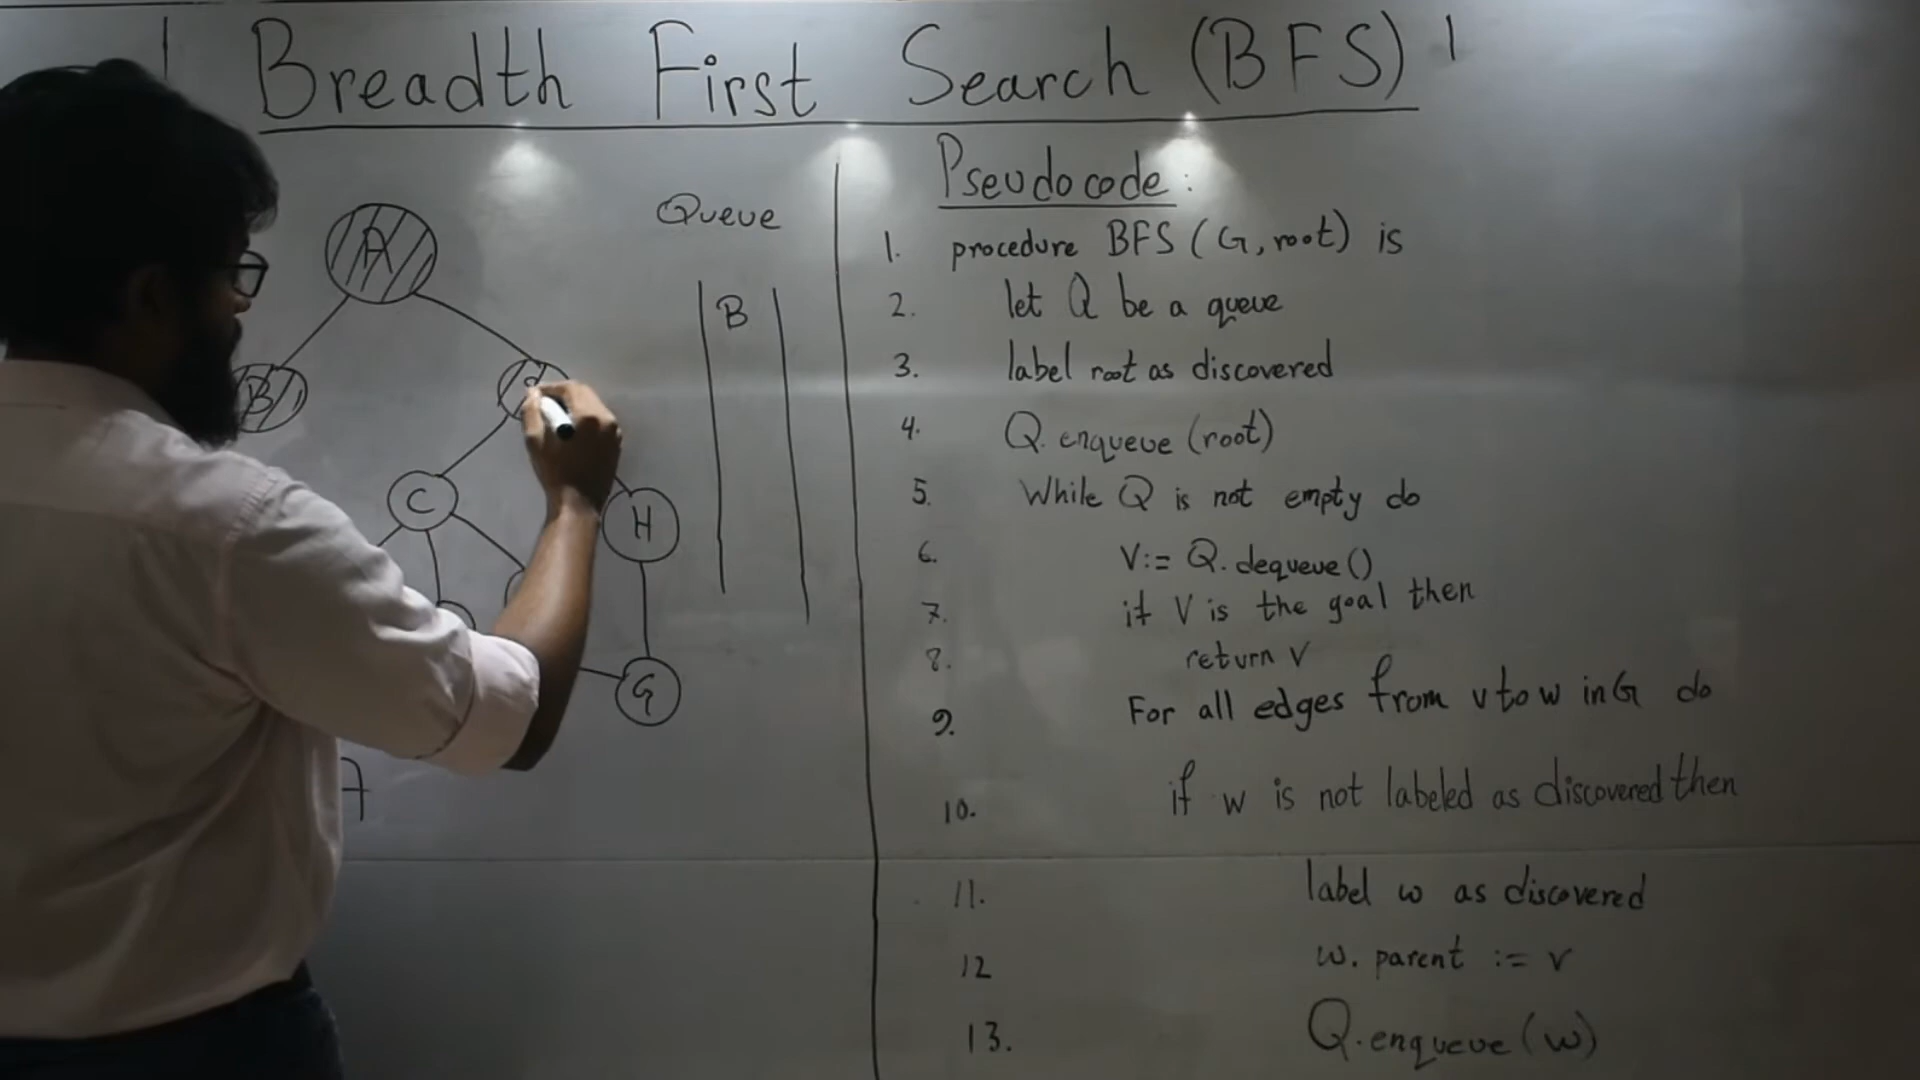 Breadth First Search (BFS)
A
B
C
H
G
A
Queue
B
Pseudocode:
1. procedure BFS (G, root) is
2. let Q be a queue
3. label root as discovered
4. Q.enqueue (root)
5. While Q is not empty do
6. V:= Q.dequeue()
7. if V is the goal then
8. return V
9. For all edges from v to w in G do
10. if w is not labeled as discovered then
11. label w as discovered
12 w.parent := v
13. Q.enqueue (w)